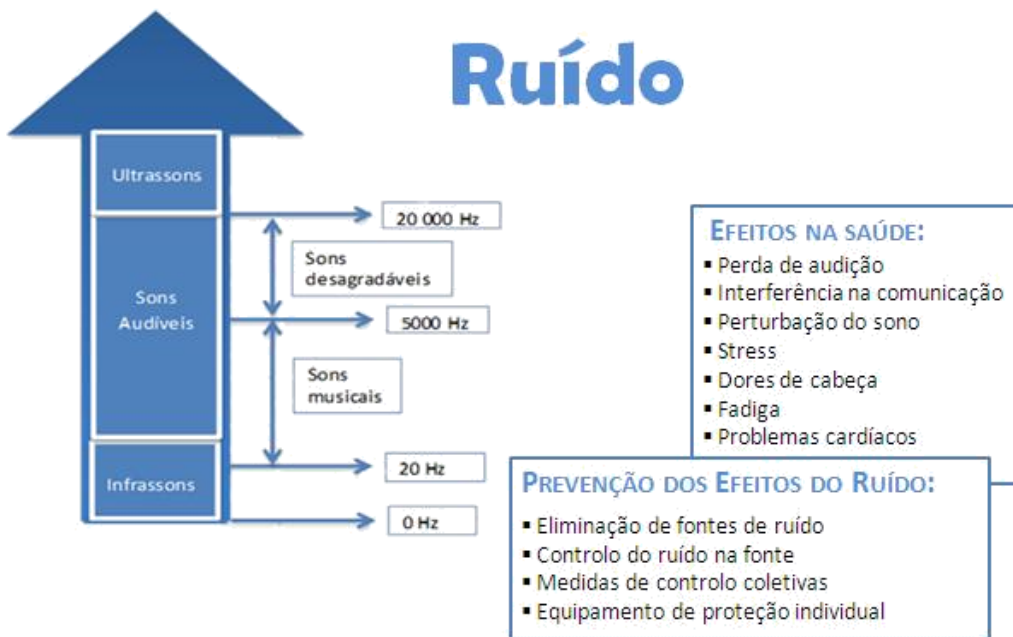 Ruído
Ultrassons
20 000 Hz
Sons
desagradáveis
Sons
Audíveis
5000 Hz
Sons
musicais
20 Hz
Infrassons
0 Hz
EFEITOS NA SAÚDE:
▪ Perda de audição
▪ Interferência na comunicação
▪ Perturbação do sono
▪ Stress
▪ Dores de cabeça
▪ Fadiga
▪ Problemas cardíacos
PREVENÇÃO DOS EFEITOS DO RUÍDO:
▪ Eliminação de fontes de ruído
▪ Controlo do ruído na fonte
▪ Medidas de controlo coletivas
▪ Equipamento de proteção individual